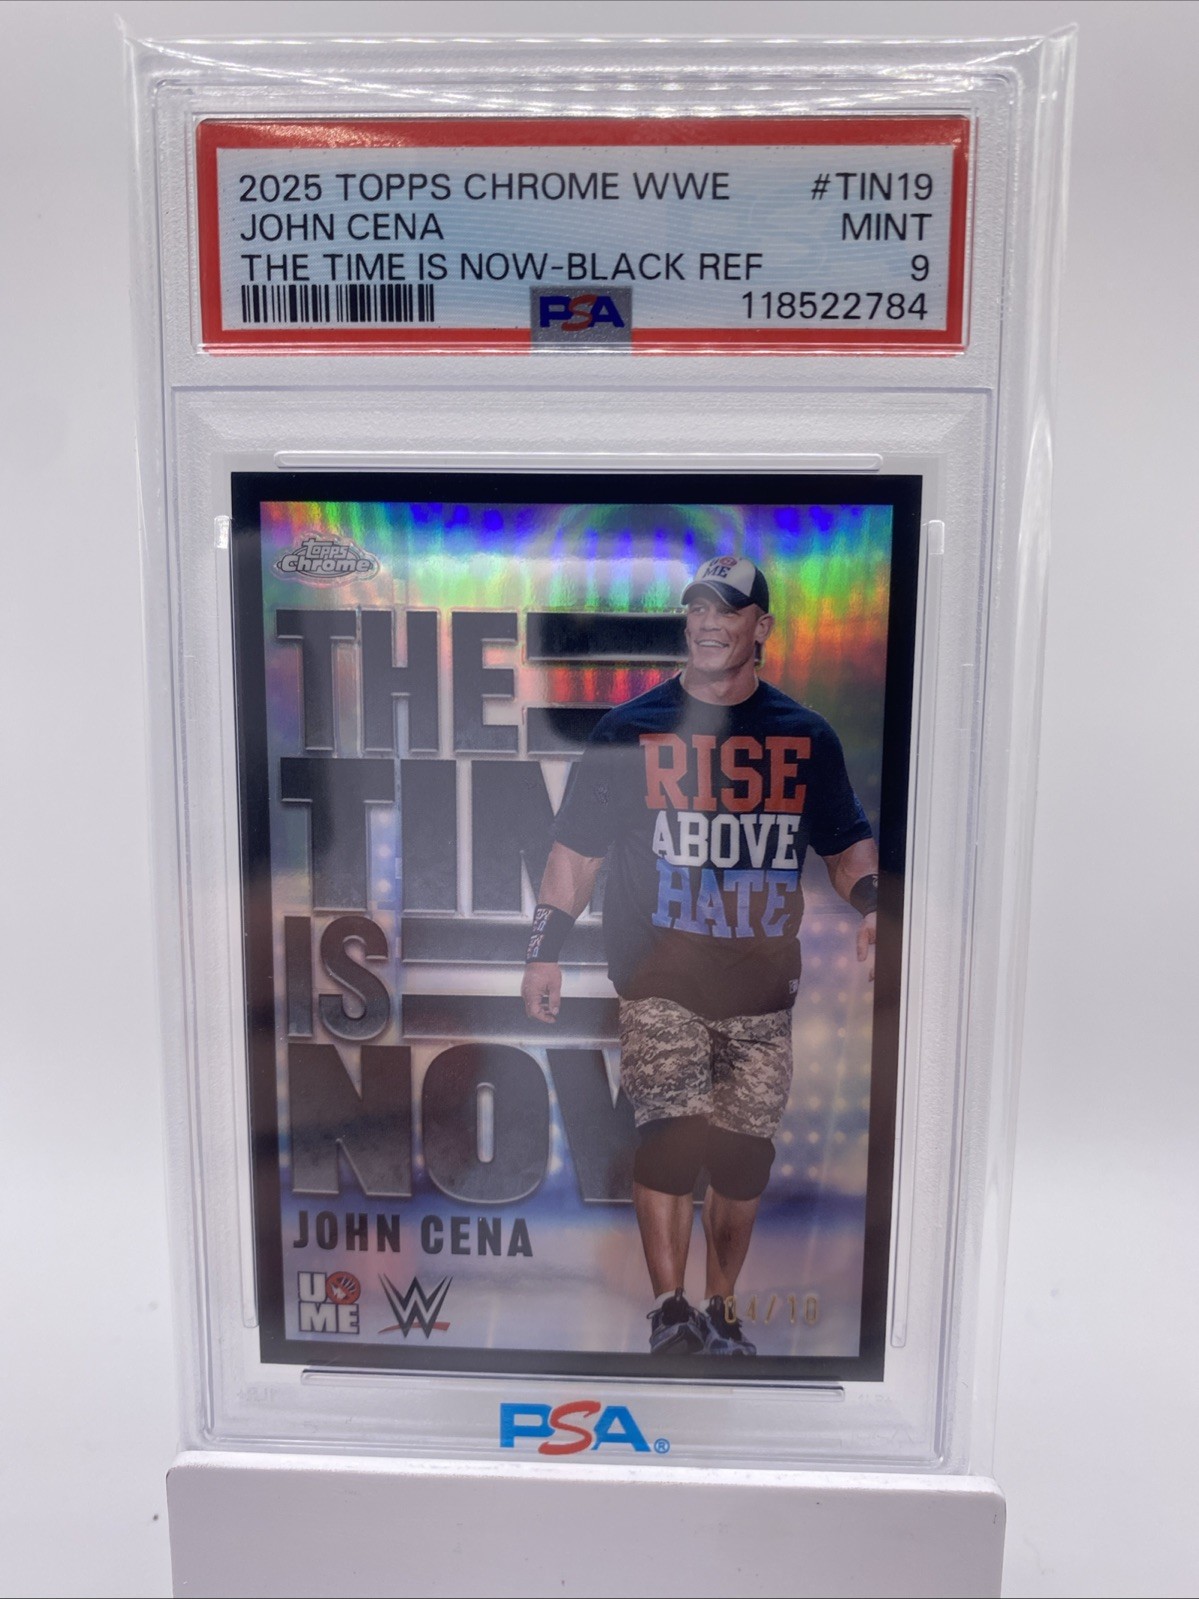 2025 TOPPS CHROME WWE #TIN19
JOHN CENA MINT
THE TIME IS NOW-BLACK REF 9
PSA 118522784
topps
Chrome
U
ME
THE
TIM
IS
NOW
RISE
ABOVE
HATE
JOHN CENA
U
ME
W
04/10
PSA®